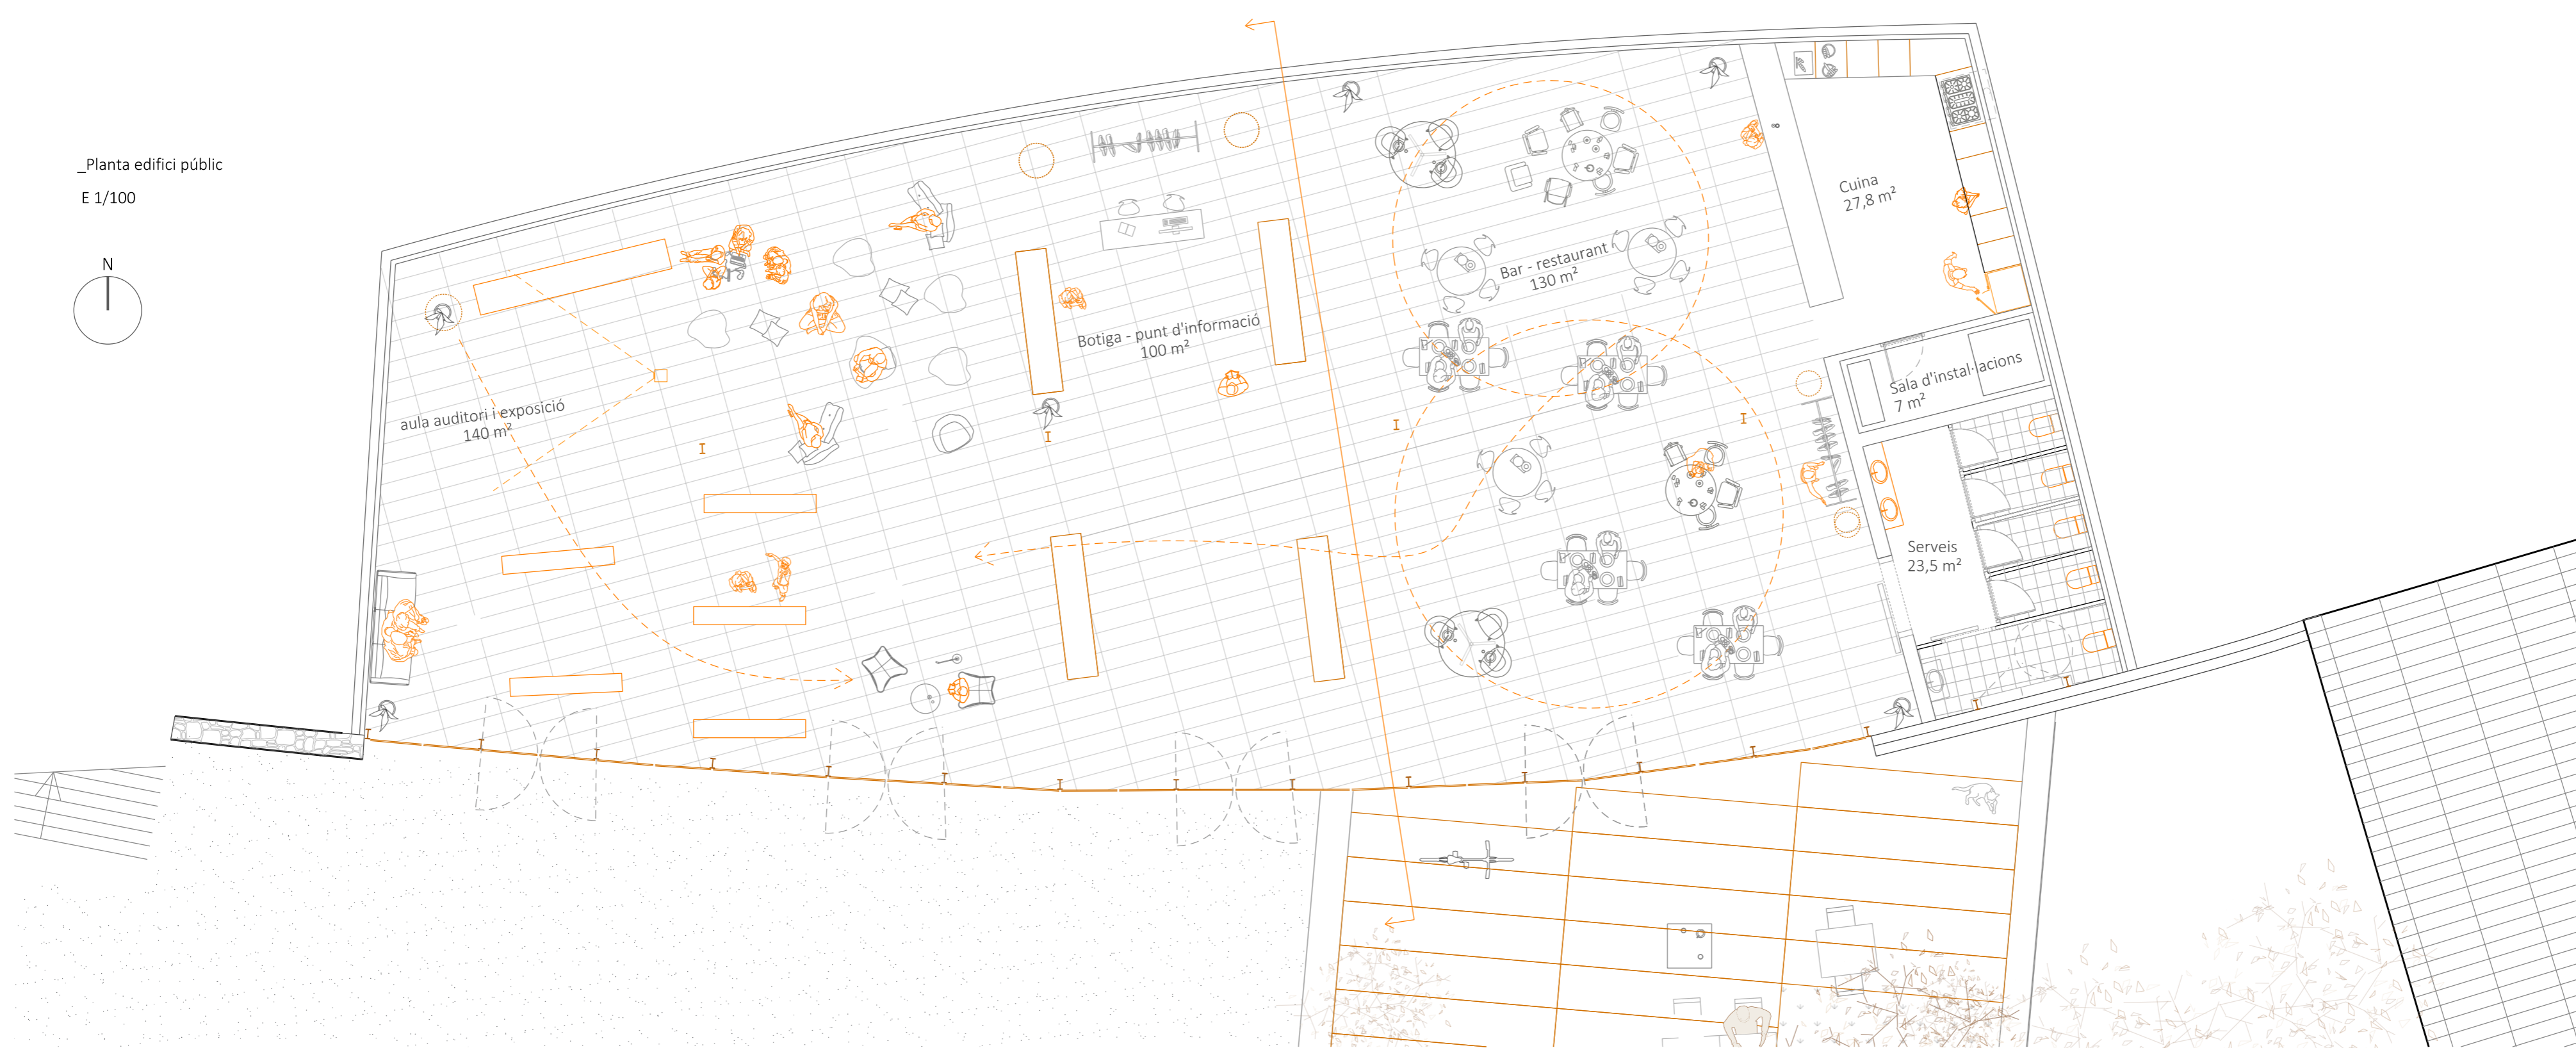 _Planta edifici públic
E 1/100
N
aula auditori i exposició
140 m²
Botiga - punt d'informació
100 m²
Bar - restaurant
130 m²
Cuina
27,8 m²
Sala d'instal·lacions
7 m²
Serveis
23,5 m²